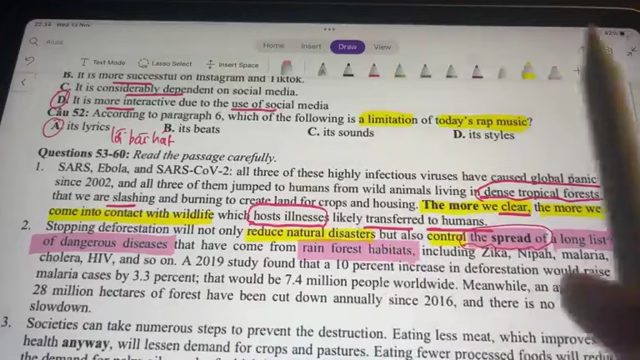 22:34 Wed 13 Nov
42%
Home Insert Draw View
Text Mode Lasso Select Insert Space
B. It is more successful on Instagram and Tiktok.
C. It is considerably dependent on social media.
D. It is more interactive due to the use of social media
Câu 52: According to paragraph 6, which of the following is a limitation of today's rap music?
A. its lyrics B. its beats C. its sounds D. its styles
lời bài hát
Questions 53-60: Read the passage carefully.
1. SARS, Ebola, and SARS-CoV-2: all three of these highly infectious viruses have caused global panic
since 2002, and all three of them jumped to humans from wild animals living in dense tropical forests
that we are slashing and burning to create land for crops and housing. The more we clear, the more we
come into contact with wildlife which hosts illnesses likely transferred to humans.
2. Stopping deforestation will not only reduce natural disasters but also control the spread of a long list
of dangerous diseases that have come from rain forest habitats, including Zika, Nipah, malaria,
cholera, HIV, and so on. A 2019 study found that a 10 percent increase in deforestation would raise
malaria cases by 3.3 percent; that would be 7.4 million people worldwide. Meanwhile, an
28 million hectares of forest have been cut down annually since 2016, and there is no
slowdown.
3. Societies can take numerous steps to prevent the destruction. Eating less meat, which improves
health anyway, will lessen demand for crops and pastures. Eating fewer processed foods will